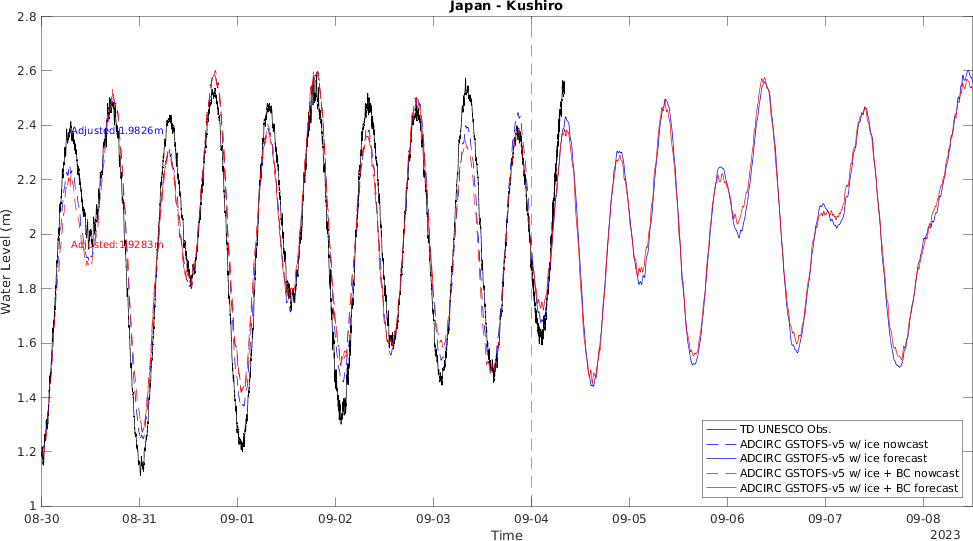 Japan - Kushiro
2.8
2.6
2.4
2.2
2
1.8
1.6
1.4
1.2
1
Water Level (m)
Adjusted:1.9826m
Adjusted:1.9283m
TD UNESCO Obs.
ADCIRC GSTOFS-v5 w/ ice nowcast
ADCIRC GSTOFS-v5 w/ ice forecast
ADCIRC GSTOFS-v5 w/ ice + BC nowcast
ADCIRC GSTOFS-v5 w/ ice + BC forecast
08-30 08-31 09-01 09-02 09-03 09-04 09-05 09-06 09-07 09-08
Time
2023